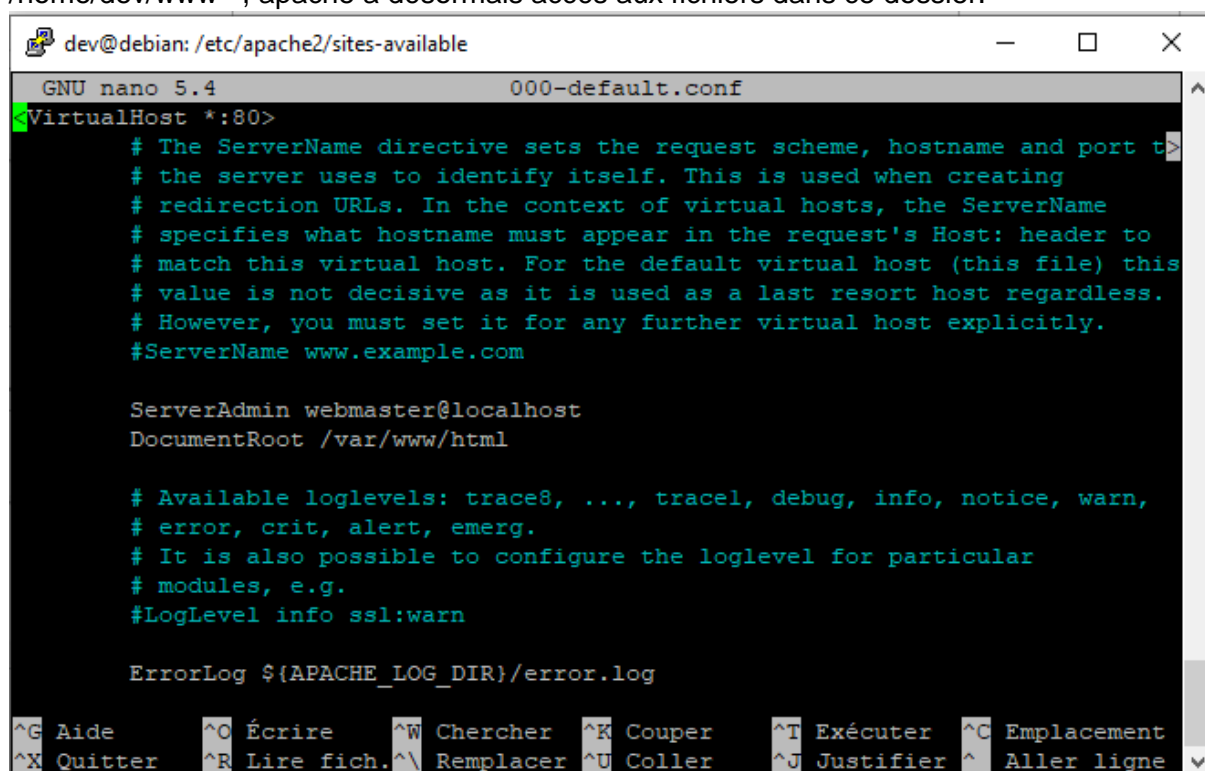 /home/dev/www , apache a désormais accès aux fichiers dans ce dossier.
dev@debian: /etc/apache2/sites-available
GNU nano 5.4 000-default.conf
<VirtualHost *:80>
# The ServerName directive sets the request scheme, hostname and port t>
# the server uses to identify itself. This is used when creating
# redirection URLs. In the context of virtual hosts, the ServerName
# specifies what hostname must appear in the request's Host: header to
# match this virtual host. For the default virtual host (this file) this
# value is not decisive as it is used as a last resort host regardless.
# However, you must set it for any further virtual host explicitly.
#ServerName www.example.com
ServerAdmin webmaster@localhost
DocumentRoot /var/www/html
# Available loglevels: trace8, ..., trace1, debug, info, notice, warn,
# error, crit, alert, emerg.
# It is also possible to configure the loglevel for particular
# modules, e.g.
#LogLevel info ssl:warn
ErrorLog ${APACHE_LOG_DIR}/error.log
^G Aide ^O Écrire ^W Chercher ^K Couper ^T Exécuter ^C Emplacement
^X Quitter ^R Lire fich. ^\ Remplacer ^U Coller ^J Justifier ^ Aller ligne